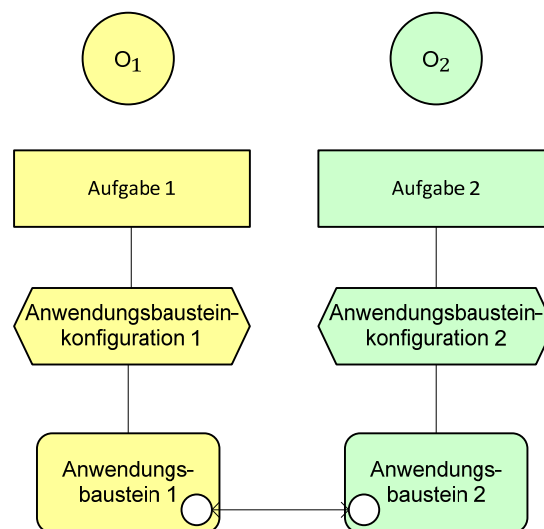 O1
O2
Aufgabe 1
Aufgabe 2
Anwendungsbaustein-
konfiguration 1
Anwendungsbaustein-
konfiguration 2
Anwendungs-
baustein 1
Anwendungs-
baustein 2